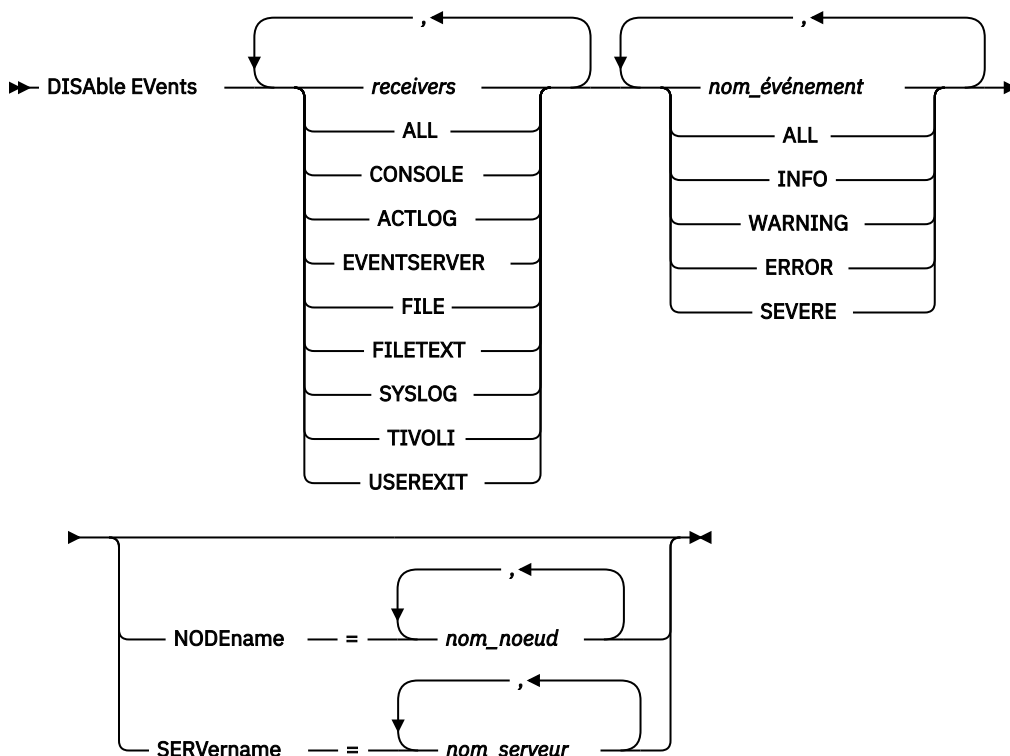 ,
,
DISAble EVents receivers nom_événement
ALL
ALL
CONSOLE
INFO
ACTLOG
WARNING
EVENTSERVER
ERROR
FILE
SEVERE
FILETEXT
SYSLOG
TIVOLI
USEREXIT
,
NODEname = nom_noeud
,
SERVername = nom_serveur